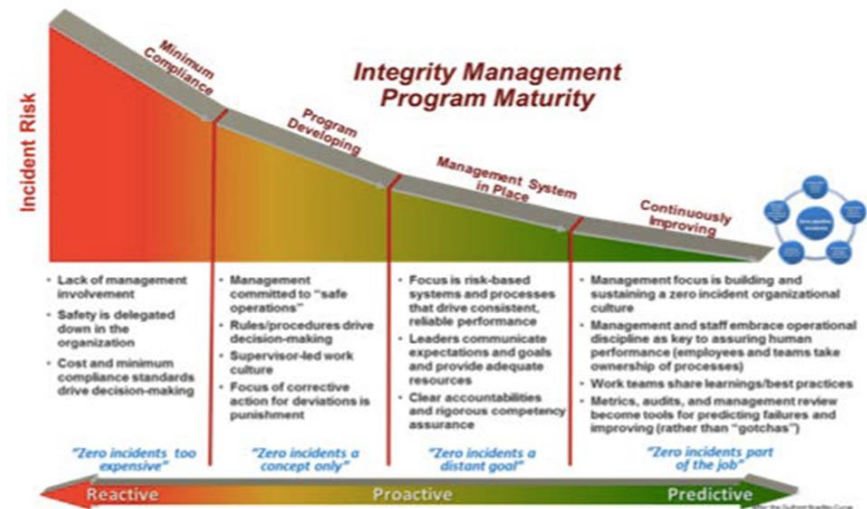 Integrity Management
Program Maturity
Incident Risk
Minimum
Compliance
Program
Developing
Management System
in Place
Continuously
Improving
• Lack of management
involvement
• Safety is delegated
down in the
organization
• Cost and minimum
compliance standards
drive decision-making
"Zero incidents too
expensive"
• Management
committed to "safe
operations"
• Rules/procedures drive
decision-making
• Supervisor-led work
culture
• Focus of corrective
action for deviations is
punishment
"Zero incidents a
concept only"
• Focus is risk-based
systems and processes
that drive consistent,
reliable performance
• Leaders communicate
expectations and goals
and provide adequate
resources
• Clear accountabilities
and rigorous competency
assurance
"Zero incidents a
distant goal"
• Management focus is building and
sustaining a zero incident organizational
culture
• Management and staff embrace operational
discipline as key to assuring human
performance (employees and teams take
ownership of processes)
• Work teams share learnings/best practices
• Metrics, audits, and management review
become tools for predicting failures and
improving (rather than "gotchas")
"Zero incidents part
of the job"
Reactive
Proactive
Predictive
the DuPont Bradley Curve